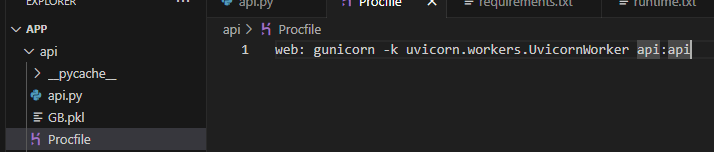 EXPLORER
api.py
Procfile
requirements.txt
runtime.txt
APP
api > Procfile
api
1 web: gunicorn -k uvicorn.workers.UvicornWorker api:api
__pycache__
api.py
GB.pkl
Procfile